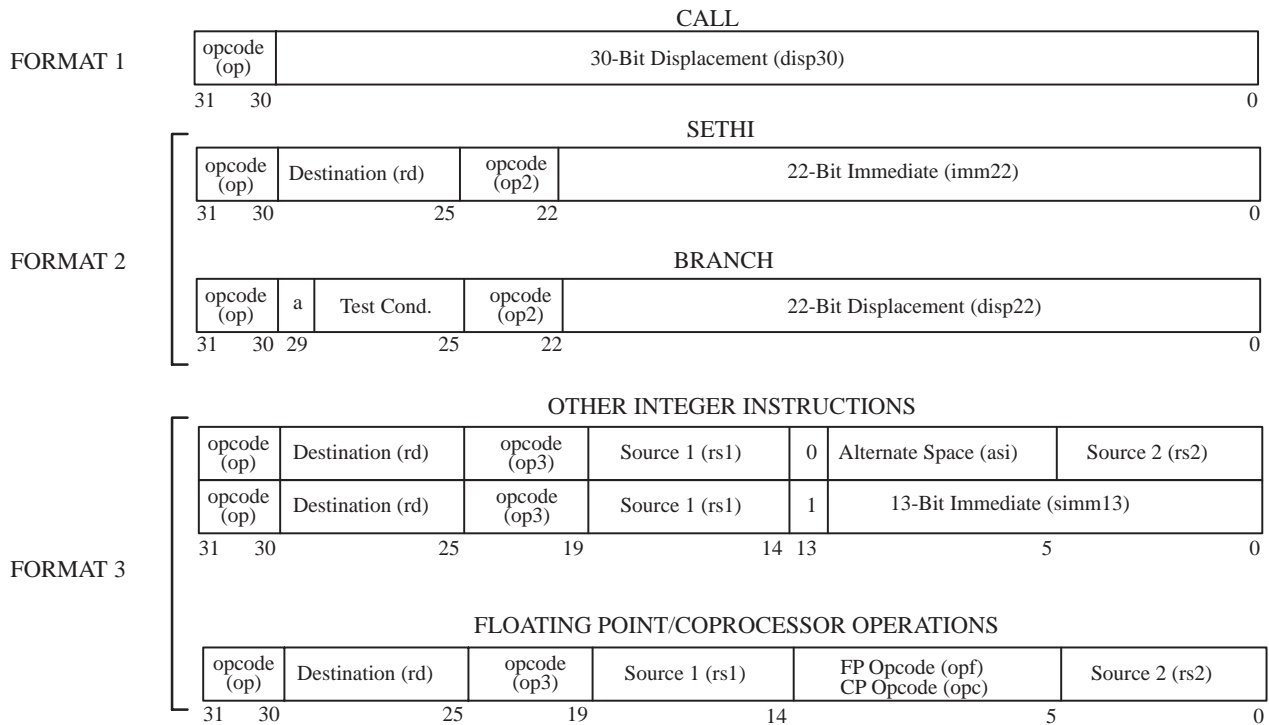 CALL
FORMAT 1
opcode
(op)
30-Bit Displacement (disp30)
31 30 0
SETHI
opcode
(op)
Destination (rd)
opcode
(op2)
22-Bit Immediate (imm22)
31 30 25 22 0
FORMAT 2
BRANCH
opcode
(op)
a
Test Cond.
opcode
(op2)
22-Bit Displacement (disp22)
31 30 29 25 22 0
OTHER INTEGER INSTRUCTIONS
opcode
(op)
Destination (rd)
opcode
(op3)
Source 1 (rs1)
0
Alternate Space (asi)
Source 2 (rs2)
opcode
(op)
Destination (rd)
opcode
(op3)
Source 1 (rs1)
1
13-Bit Immediate (simm13)
31 30 25 19 14 13 5 0
FORMAT 3
FLOATING POINT/COPROCESSOR OPERATIONS
opcode
(op)
Destination (rd)
opcode
(op3)
Source 1 (rs1)
FP Opcode (opf)
CP Opcode (opc)
Source 2 (rs2)
31 30 25 19 14 5 0